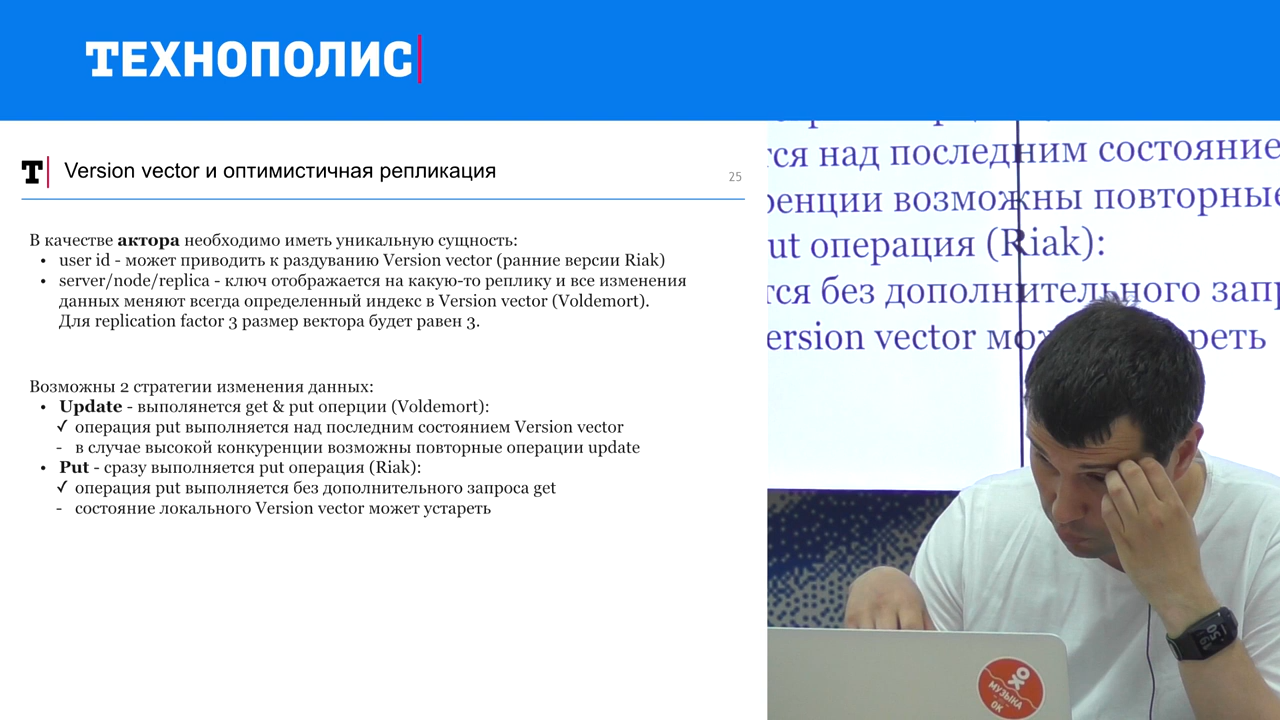 ТЕХНОПОЛИС
Т Version vector и оптимистичная репликация
25
В качестве актора необходимо иметь уникальную сущность:
• user id - может приводить к раздуванию Version vector (ранние версии Riak)
• server/node/replica - ключ отображается на какую-то реплику и все изменения
данных меняют всегда определенный индекс в Version vector (Voldemort).
Для replication factor 3 размер вектора будет равен 3.
Возможны 2 стратегии изменения данных:
• Update - выполянется get & put оперции (Voldemort):
✓ операция put выполняется над последним состоянием Version vector
- в случае высокой конкуренции возможны повторные операции update
• Put - сразу выполняется put операция (Riak):
✓ операция put выполняется без дополнительного запроса get
- состояние локального Version vector может устареть
тся над последним состояние
ренции возможны повторные
ut операция (Riak):
тся без дополнительного запр
ersion vector мо
реть
ОК
МУЗЫКА
ОК